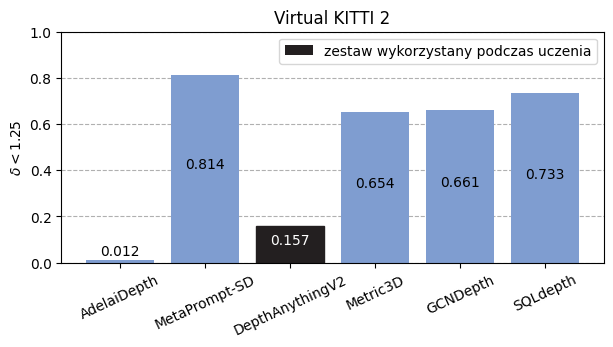 Virtual KITTI 2
1.0
0.8
0.6
0.4
0.2
0.0
δ < 1.25
zestaw wykorzystany podczas uczenia
0.012
0.814
0.157
0.654
0.661
0.733
AdelaiDepth
MetaPrompt-SD
DepthAnythingV2
Metric3D
GCNDepth
SQLdepth